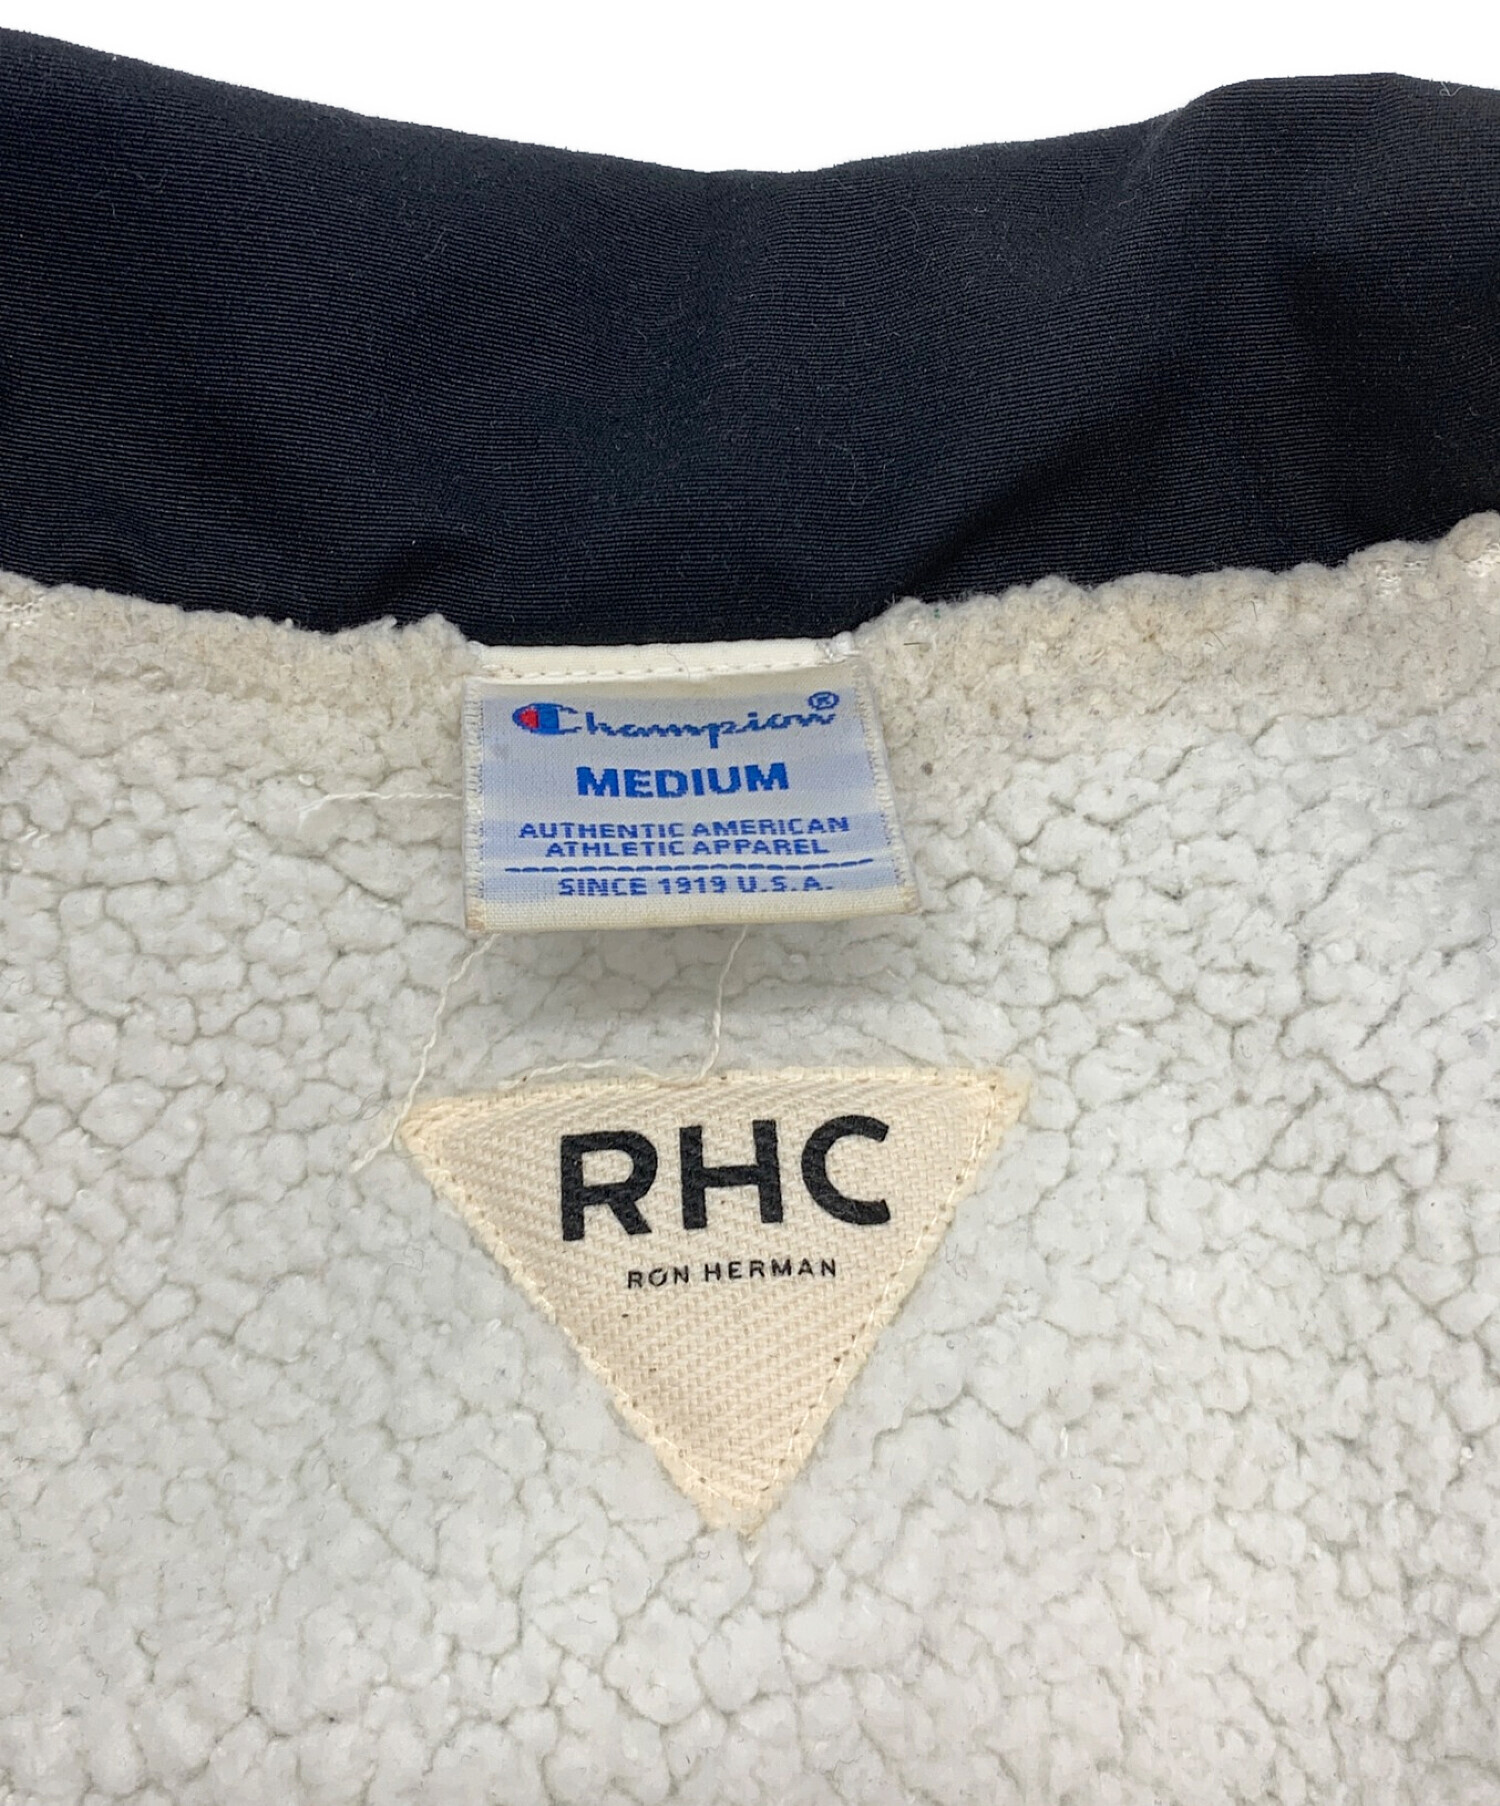 Champion®
MEDIUM
AUTHENTIC AMERICAN
ATHLETIC APPAREL
SINCE 1919 U.S.A.
RHC
RON HERMAN